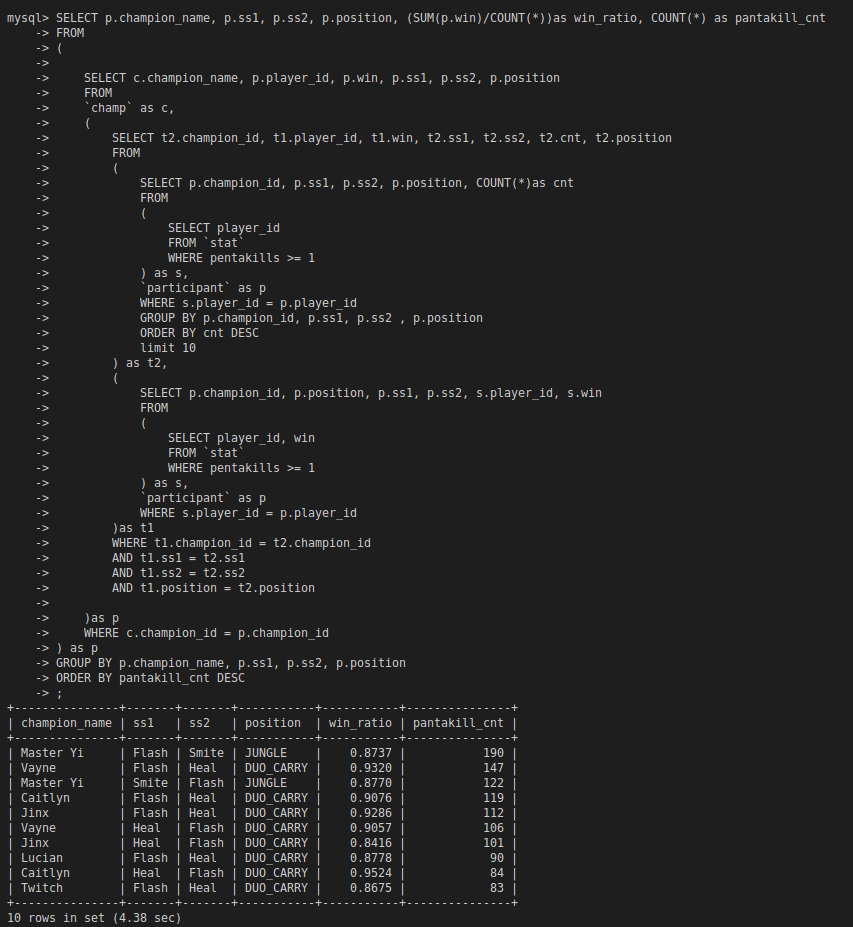 mysql> SELECT p.champion_name, p.ss1, p.ss2, p.position, (SUM(p.win)/COUNT(*))as win_ratio, COUNT(*) as pantakill_cnt
    -> FROM
    -> (
    ->
    ->     SELECT c.champion_name, p.player_id, p.win, p.ss1, p.ss2, p.position
    ->     FROM
    ->     `champ` as c,
    ->     (
    ->         SELECT t2.champion_id, t1.player_id, t1.win, t2.ss1, t2.ss2, t2.cnt, t2.position
    ->         FROM
    ->         (
    ->             SELECT p.champion_id, p.ss1, p.ss2, p.position, COUNT(*)as cnt
    ->             FROM
    ->             (
    ->                 SELECT player_id
    ->                 FROM `stat`
    ->                 WHERE pentakills >= 1
    ->             ) as s,
    ->             `participant` as p
    ->             WHERE s.player_id = p.player_id
    ->             GROUP BY p.champion_id, p.ss1, p.ss2 , p.position
    ->             ORDER BY cnt DESC
    ->             limit 10
    ->         ) as t2,
    ->         (
    ->             SELECT p.champion_id, p.position, p.ss1, p.ss2, s.player_id, s.win
    ->             FROM
    ->             (
    ->                 SELECT player_id, win
    ->                 FROM `stat`
    ->                 WHERE pentakills >= 1
    ->             ) as s,
    ->             `participant` as p
    ->             WHERE s.player_id = p.player_id
    ->         )as t1
    ->         WHERE t1.champion_id = t2.champion_id
    ->         AND t1.ss1 = t2.ss1
    ->         AND t1.ss2 = t2.ss2
    ->         AND t1.position = t2.position
    ->
    ->     )as p
    ->     WHERE c.champion_id = p.champion_id
    -> ) as p
    -> GROUP BY p.champion_name, p.ss1, p.ss2, p.position
    -> ORDER BY pantakill_cnt DESC
    -> ;
+---------------+-------+-------+-----------+-----------+---------------+
| champion_name | ss1   | ss2   | position  | win_ratio | pantakill_cnt |
+---------------+-------+-------+-----------+-----------+---------------+
| Master Yi     | Flash | Smite | JUNGLE    |    0.8737 |           190 |
| Vayne         | Flash | Heal  | DUO_CARRY |    0.9320 |           147 |
| Master Yi     | Smite | Flash | JUNGLE    |    0.8770 |           122 |
| Caitlyn       | Flash | Heal  | DUO_CARRY |    0.9076 |           119 |
| Jinx          | Flash | Heal  | DUO_CARRY |    0.9286 |           112 |
| Vayne         | Heal  | Flash | DUO_CARRY |    0.9057 |           106 |
| Jinx          | Heal  | Flash | DUO_CARRY |    0.8416 |           101 |
| Lucian        | Flash | Heal  | DUO_CARRY |    0.8778 |            90 |
| Caitlyn       | Heal  | Flash | DUO_CARRY |    0.9524 |            84 |
| Twitch        | Flash | Heal  | DUO_CARRY |    0.8675 |            83 |
+---------------+-------+-------+-----------+-----------+---------------+
10 rows in set (4.38 sec)